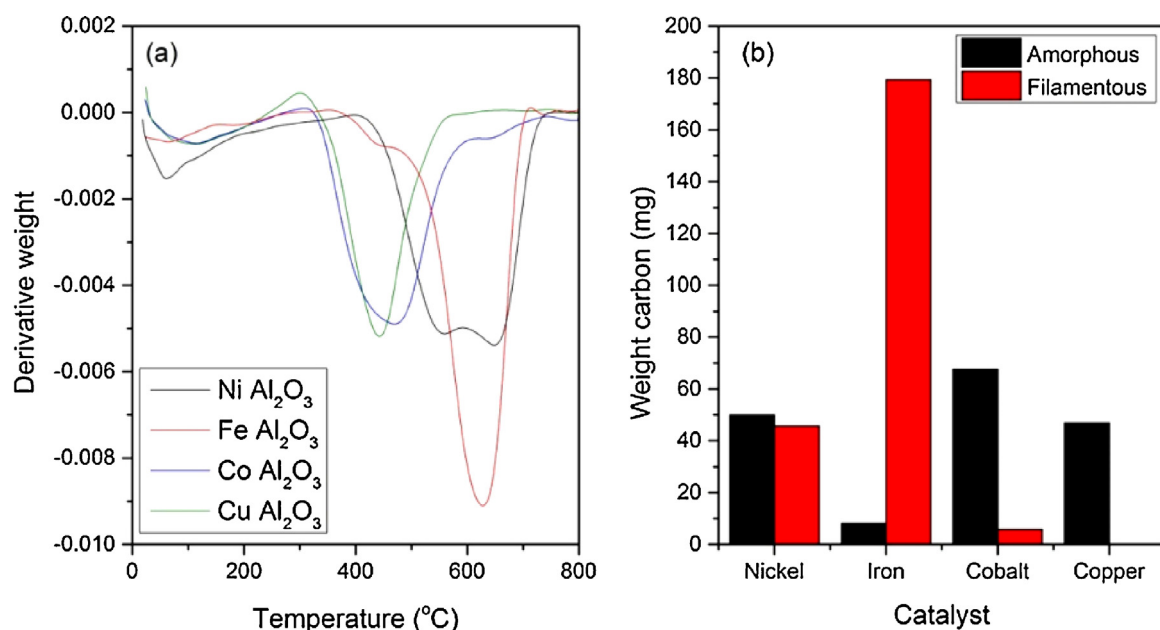 (a)
0.002
0.000
-0.002
-0.004
-0.006
-0.008
-0.010
Derivative weight
Ni Al₂O₃
Fe Al₂O₃
Co Al₂O₃
Cu Al₂O₃
0
200
400
600
800
Temperature (°C)
(b)
200
180
160
140
120
100
80
60
40
20
0
Weight carbon (mg)
Amorphous
Filamentous
Nickel
Iron
Cobalt
Copper
Catalyst